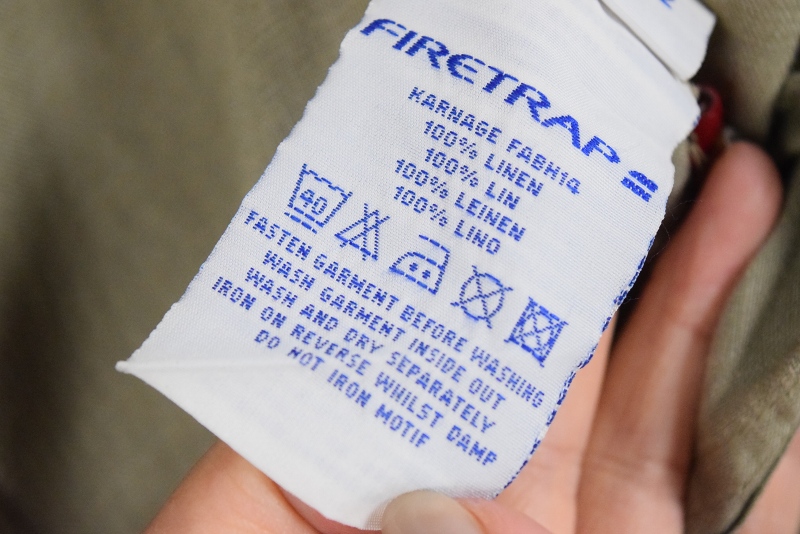 FIRETRAP
KARNAGE FABH14
100% LINEN
100% LIN
100% LEINEN
100% LINO
40
FASTEN GARMENT BEFORE WASHING
WASH GARMENT INSIDE OUT
WASH AND DRY SEPARATELY
IRON ON REVERSE WHILST DAMP
DO NOT IRON MOTIF